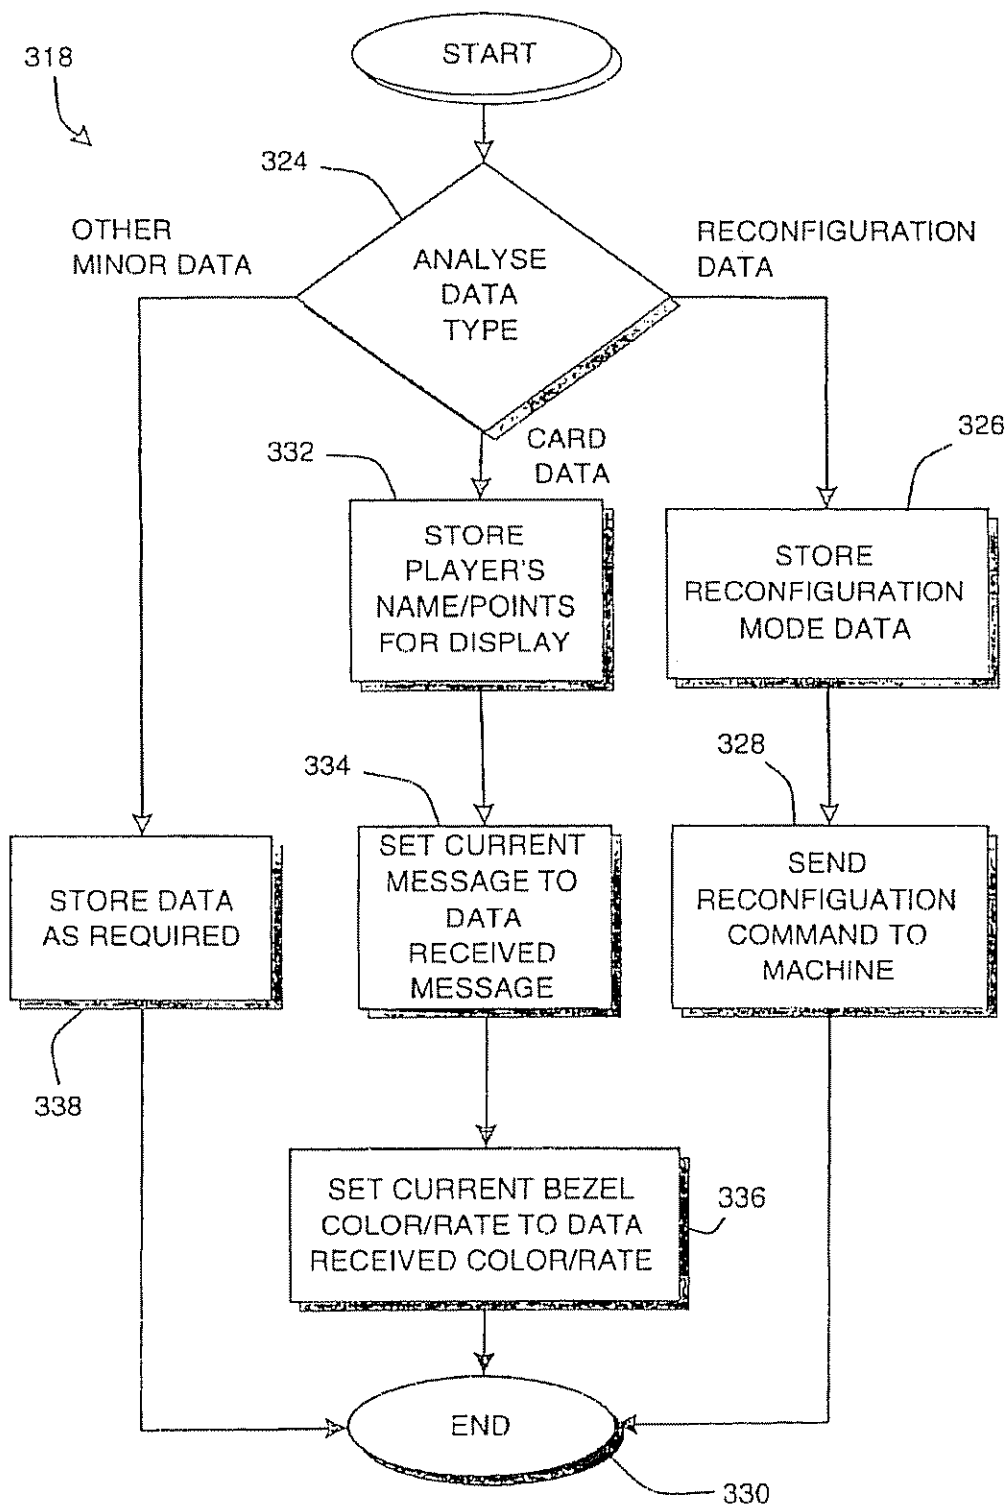 START
318
324
OTHER
MINOR DATA
RECONFIGURATION
DATA
ANALYSE
DATA
TYPE
CARD
DATA
332
326
STORE
PLAYER'S
NAME/POINTS
FOR DISPLAY
STORE
RECONFIGURATION
MODE DATA
334
328
STORE DATA
AS REQUIRED
SET CURRENT
MESSAGE TO
DATA
RECEIVED
MESSAGE
SEND
RECONFIGUATION
COMMAND TO
MACHINE
338
SET CURRENT BEZEL
COLOR/RATE TO DATA
RECEIVED COLOR/RATE
336
END
330